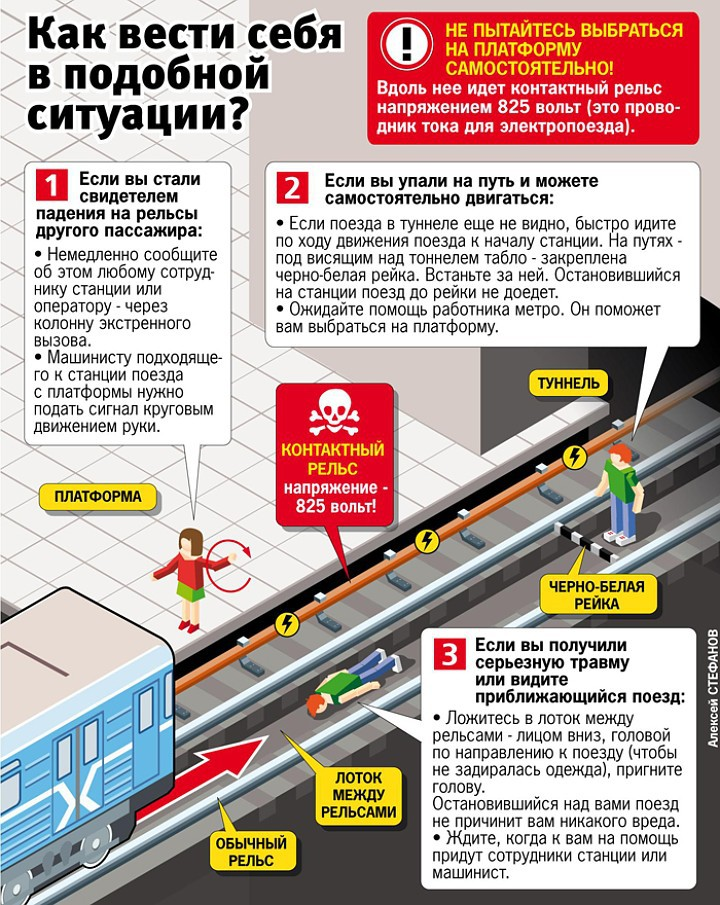 Как вести себя
в подобной
ситуации?
!
НЕ ПЫТАЙТЕСЬ ВЫБРАТЬСЯ
НА ПЛАТФОРМУ
САМОСТОЯТЕЛЬНО!
Вдоль нее идет контактный рельс
напряжением 825 вольт (это прово-
дник тока для электропоезда).
1 Если вы стали
свидетелем
падения на рельсы
другого пассажира:
• Немедленно сообщите
об этом любому сотруд-
нику станции или
оператору - через
колонну экстренного
вызова.
• Машинисту подходяще-
го к станции поезда
с платформы нужно
подать сигнал круговым
движением руки.
2 Если вы упали на путь и можете
самостоятельно двигаться:
• Если поезда в туннеле еще не видно, быстро идите
по ходу движения поезда к началу станции. На путях -
под висящим над тоннелем табло - закреплена
черно-белая рейка. Встаньте за ней. Остановившийся
на станции поезд до рейки не доедет.
• Ожидайте помощь работника метро. Он поможет
вам выбраться на платформу.
ТУННЕЛЬ
КОНТАКТНЫЙ
РЕЛЬС
напряжение -
825 вольт!
ПЛАТФОРМА
ЧЕРНО-БЕЛАЯ
РЕЙКА
3 Если вы получили
серьезную травму
или видите
приближающийся поезд:
• Ложитесь в лоток между
рельсами - лицом вниз, головой
по направлению к поезду (чтобы
не задиралась одежда), пригните
голову.
Остановившийся над вами поезд
не причинит вам никакого вреда.
• Ждите, когда к вам на помощь
придут сотрудники станции или
машинист.
ЛОТОК
МЕЖДУ
РЕЛЬСАМИ
ОБЫЧНЫЙ
РЕЛЬС
Алексей СТЕФАНОВ